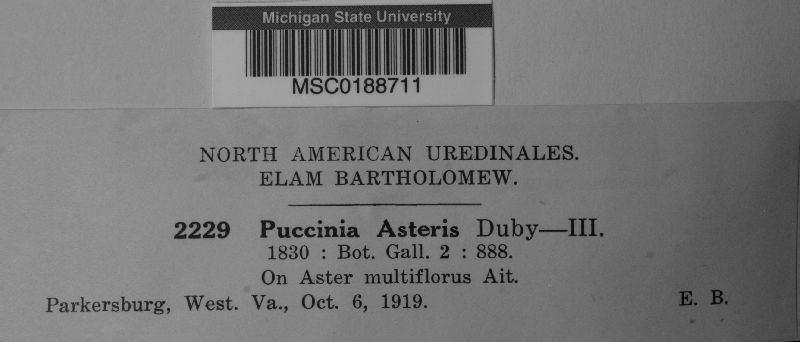 Michigan State University
MSC0188711
NORTH AMERICAN UREDINALES.
ELAM BARTHOLOMEW.
2229 Puccinia Asteris Duby—III.
1830 : Bot. Gall. 2 : 888.
On Aster multiflorus Ait.
Parkersburg, West. Va., Oct. 6, 1919. E. B.